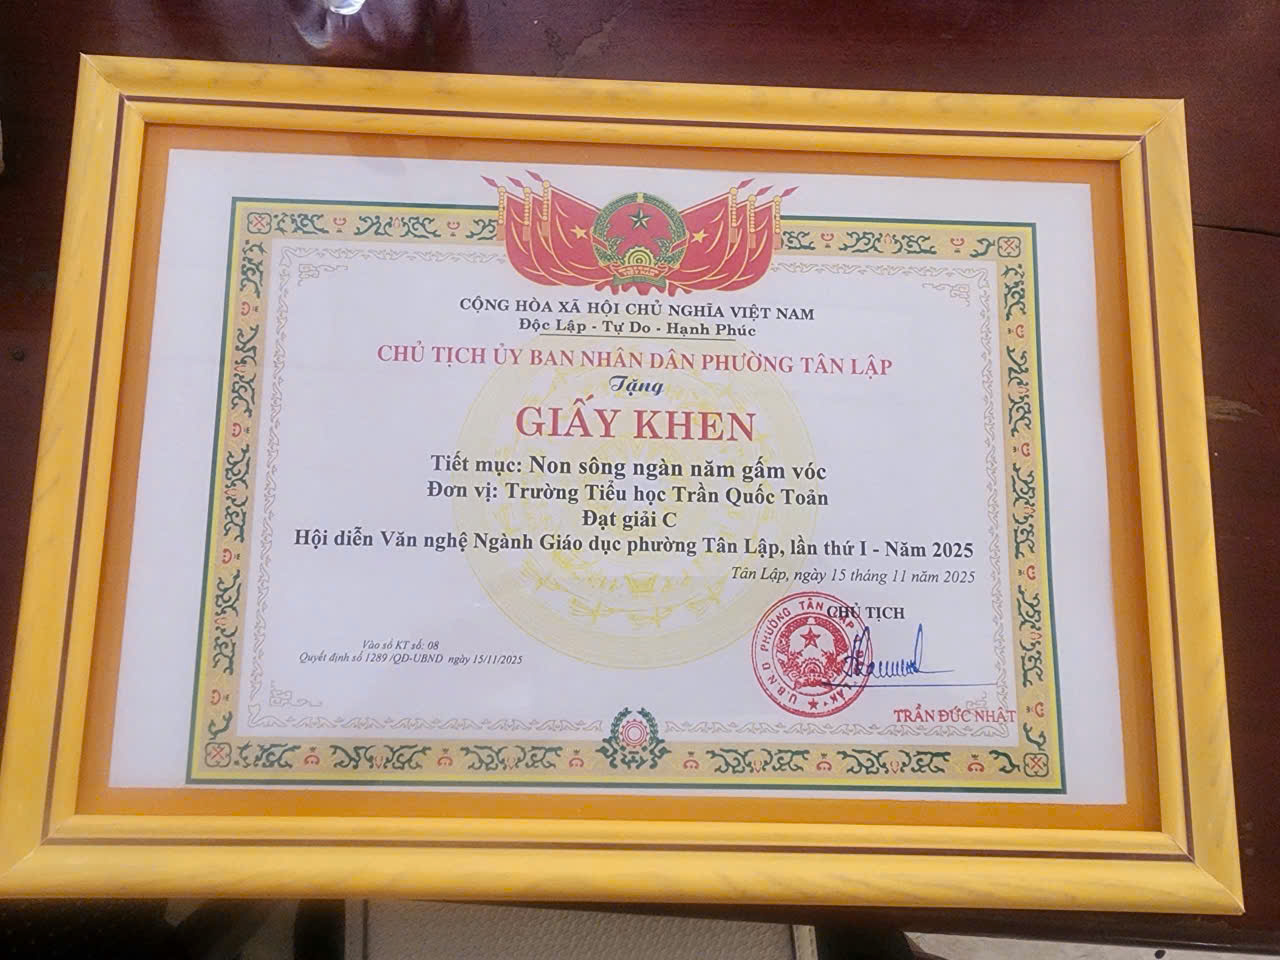 CỘNG HÒA XÃ HỘI CHỦ NGHĨA VIỆT NAM
Độc Lập - Tự Do - Hạnh Phúc
CHỦ TỊCH ỦY BAN NHÂN DÂN PHƯỜNG TÂN LẬP
Tặng
GIẤY KHEN
Tiết mục: Non sông ngàn năm gấm vóc
Đơn vị: Trường Tiểu học Trần Quốc Toản
Đạt giải C
Hội diễn Văn nghệ Ngành Giáo dục phường Tân Lập, lần thứ I - Năm 2025
Tân Lập, ngày 15 tháng 11 năm 2025
CHỦ TỊCH
Vào sổ KT số: 08
Quyết định số 1289 /QĐ-UBND ngày 15/11/2025
U.B.N.D PHƯỜNG TÂN LẬP
TRẦN ĐỨC NHẬT